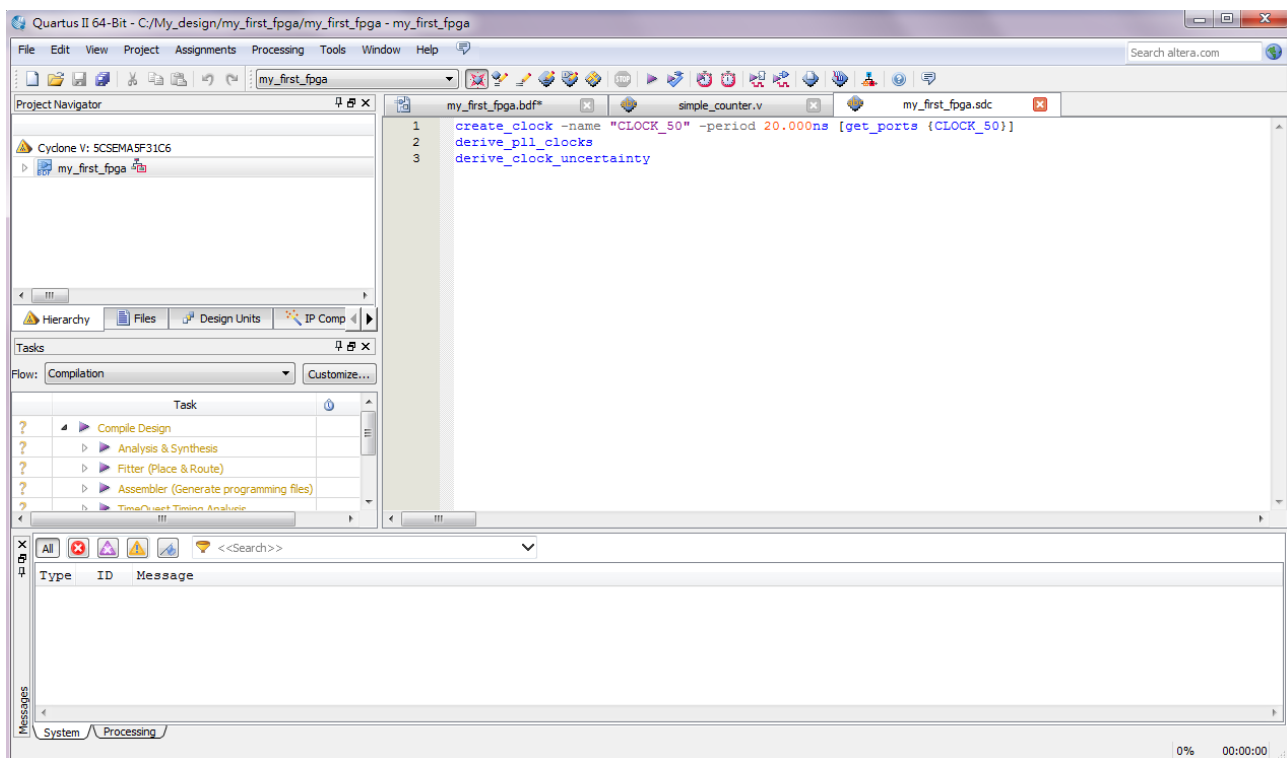 Quartus II 64-Bit - C:/My_design/my_first_fpga/my_first_fpga - my_first_fpga
File Edit View Project Assignments Processing Tools Window Help
Search altera.com
my_first_fpga
Project Navigator
Cyclone V: 5CSEMA5F31C6
my_first_fpga
Hierarchy Files Design Units IP Comp
Tasks
Flow: Compilation Customize...
Task
? Compile Design
? Analysis & Synthesis
? Fitter (Place & Route)
? Assembler (Generate programming files)
? TimeQuest Timing Analysis
my_first_fpga.bdf* simple_counter.v my_first_fpga.sdc
1 create_clock -name "CLOCK_50" -period 20.000ns [get_ports {CLOCK_50}]
2 derive_pll_clocks
3 derive_clock_uncertainty
All <<Search>>
Type ID Message
Messages
System Processing
0% 00:00:00